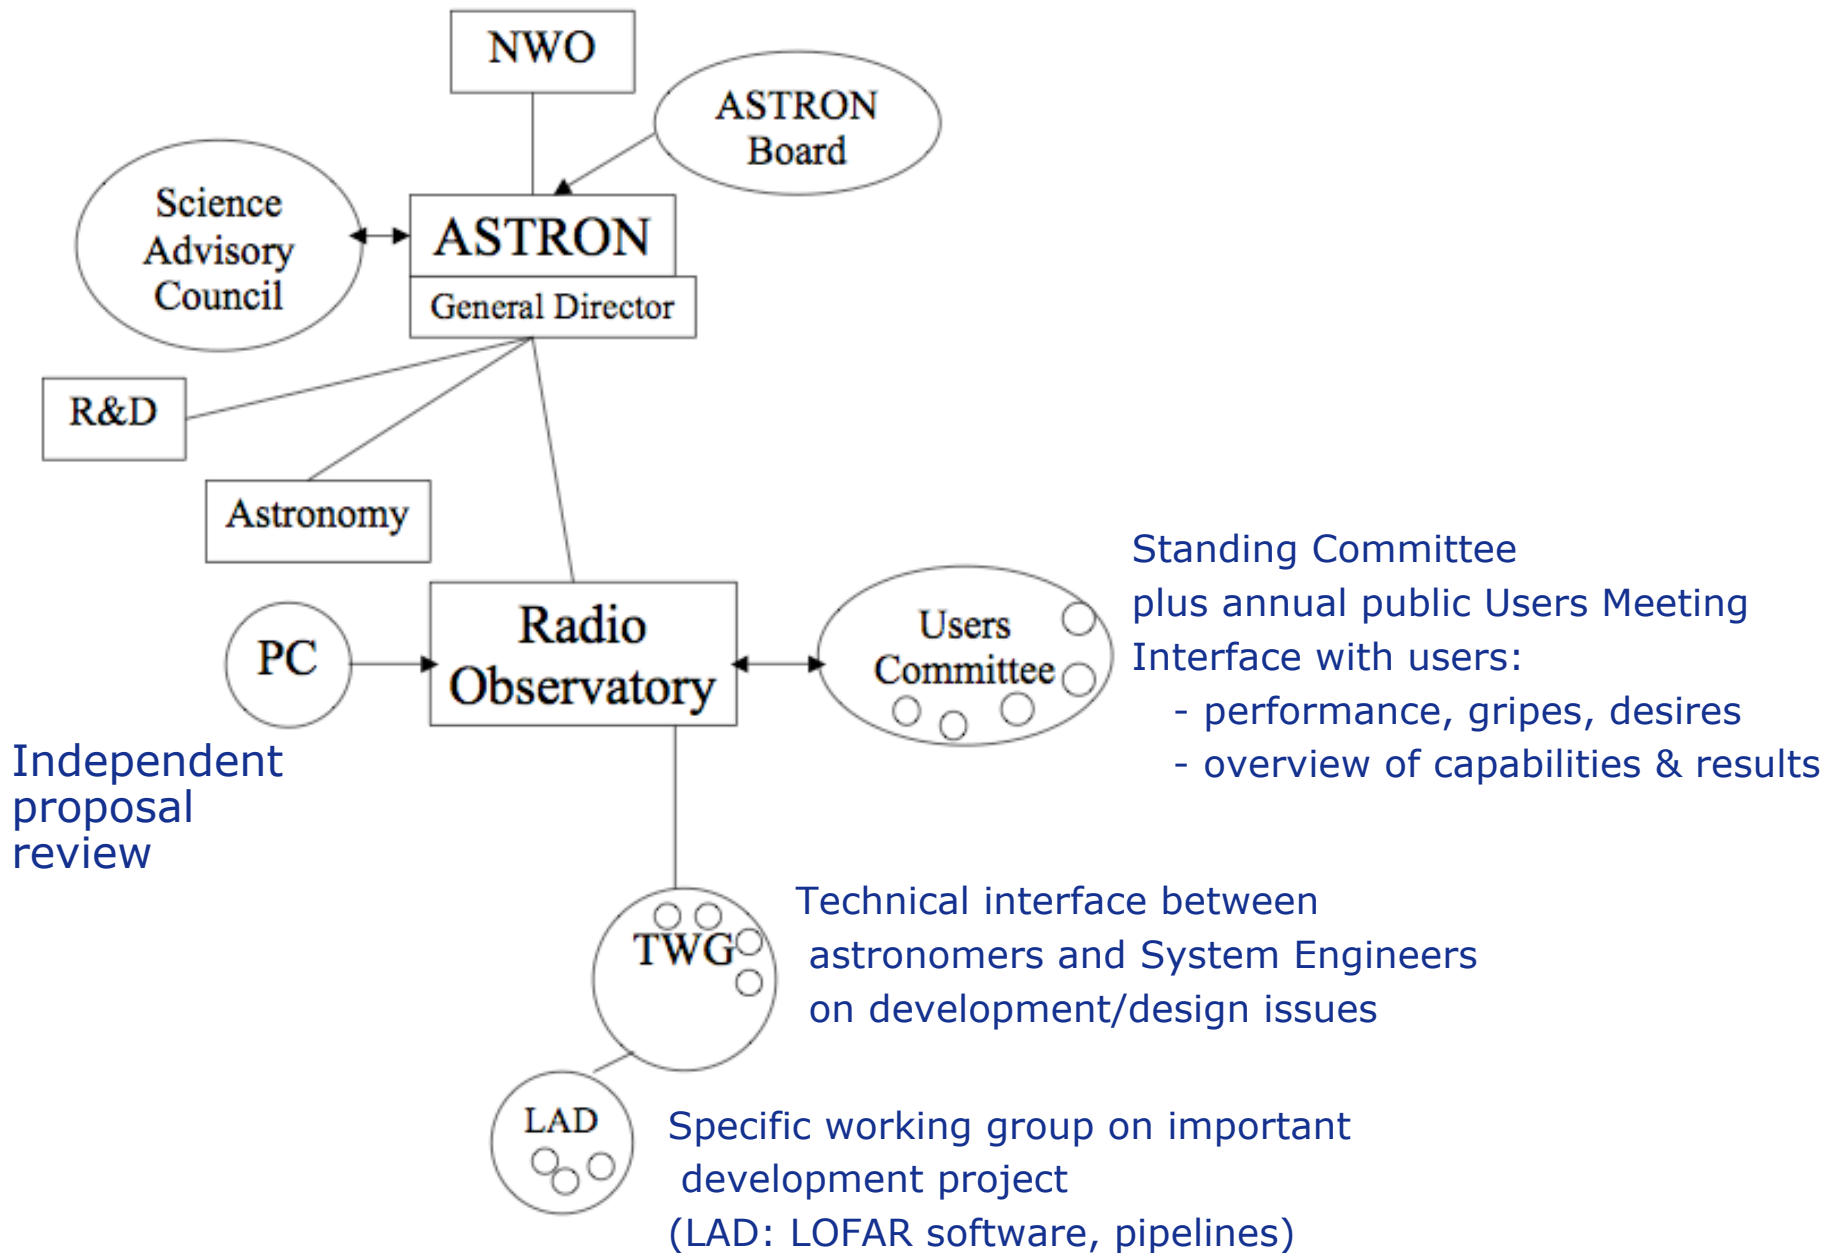 NWO
ASTRON
Board
Science
Advisory
Council
ASTRON
General Director
R&D
Astronomy
PC
Radio
Observatory
Users
Committee
Standing Committee
plus annual public Users Meeting
Interface with users:
- performance, gripes, desires
- overview of capabilities & results
Independent
proposal
review
TWG
Technical interface between
astronomers and System Engineers
on development/design issues
LAD
Specific working group on important
development project
(LAD: LOFAR software, pipelines)